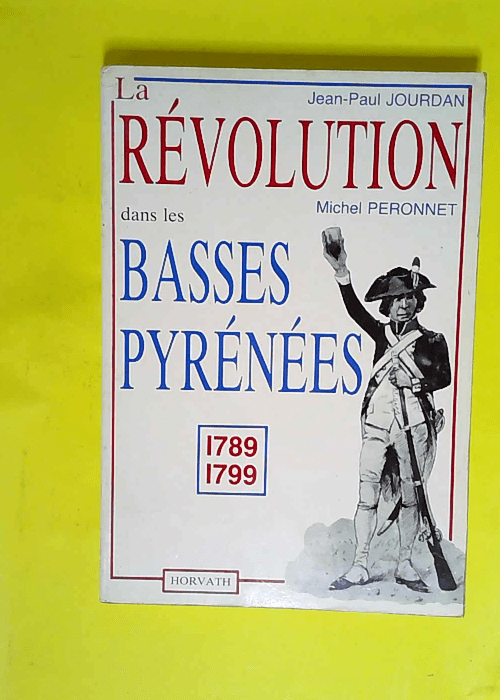 La
Jean-Paul JOURDAN
RÉVOLUTION
Michel PERONNET
dans les
BASSES
PYRÉNÉES
1789
1799
HORVATH